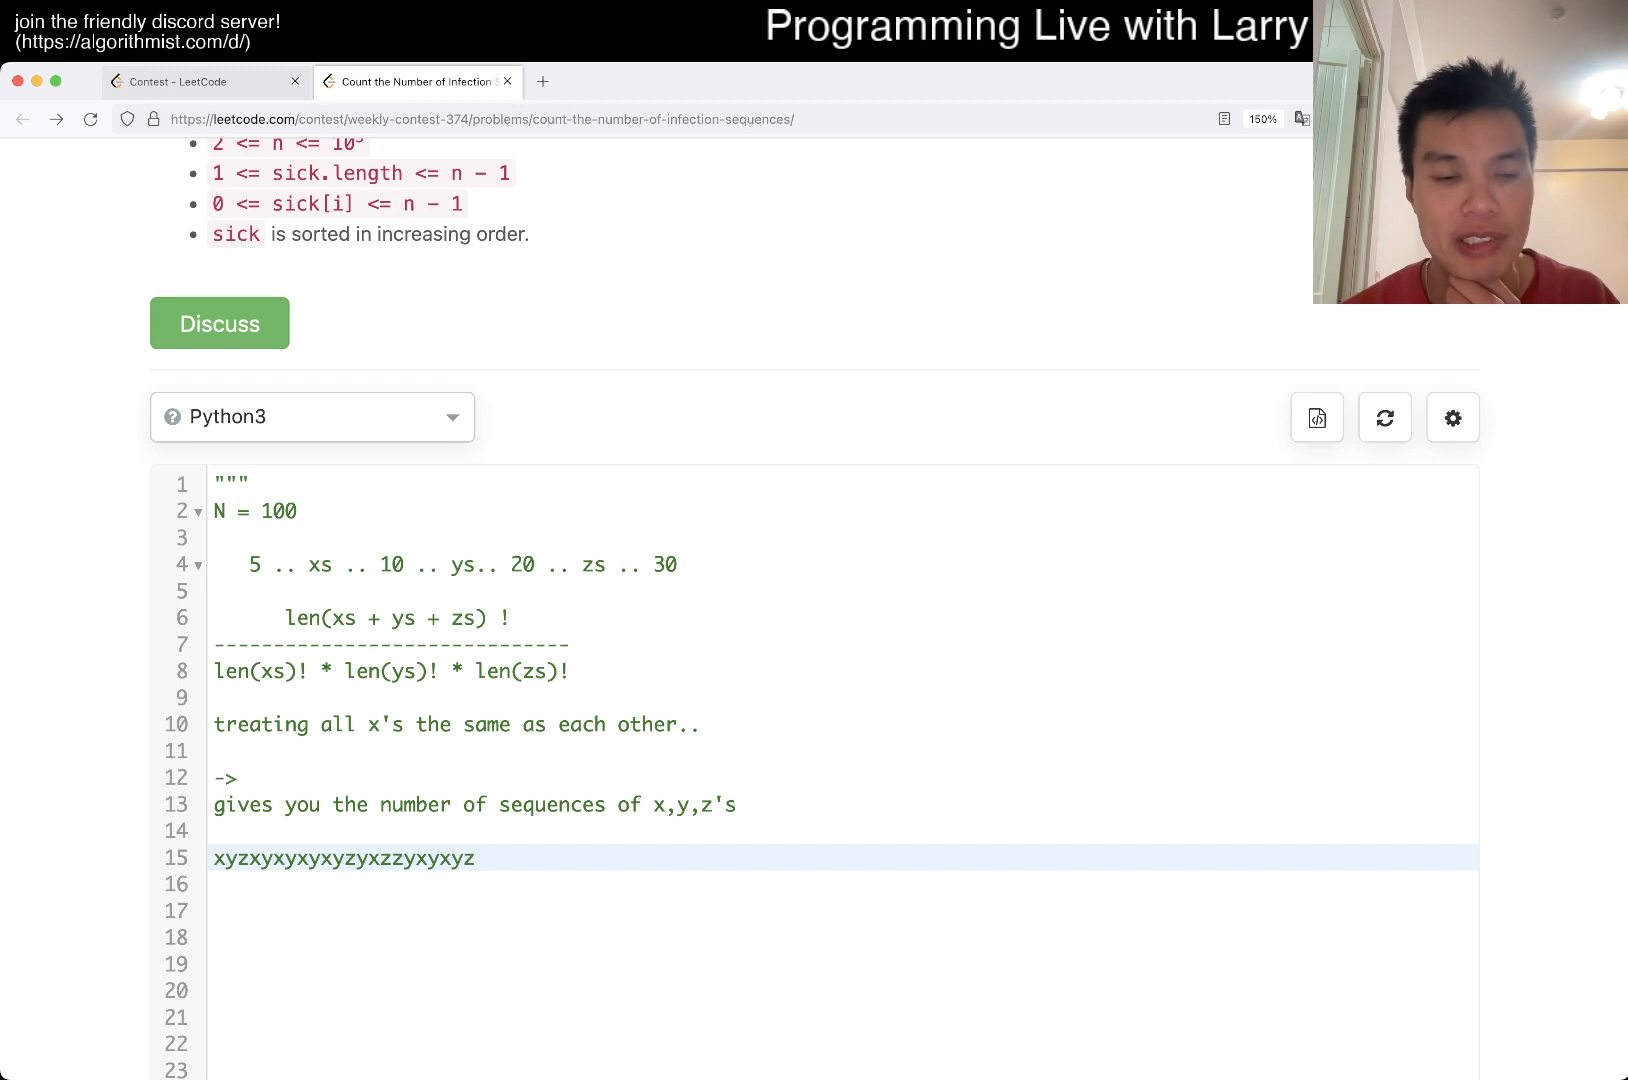 join the friendly discord server!
(https://algorithmist.com/d/)
Programming Live with Larry
Contest - LeetCode
Count the Number of Infection S
https://leetcode.com/contest/weekly-contest-374/problems/count-the-number-of-infection-sequences/
150%
2 <= n <= 10⁵
1 <= sick.length <= n - 1
0 <= sick[i] <= n - 1
sick is sorted in increasing order.
Discuss
Python3
1 """
2 N = 100
3
4 5 .. xs .. 10 .. ys.. 20 .. zs .. 30
5
6 len(xs + ys + zs) !
7 ------------------------------
8 len(xs)! * len(ys)! * len(zs)!
9
10 treating all x's the same as each other..
11
12 ->
13 gives you the number of sequences of x,y,z's
14
15 xyzxyxyxyxyzyxzzyxyxyz
16
17
18
19
20
21
22
23